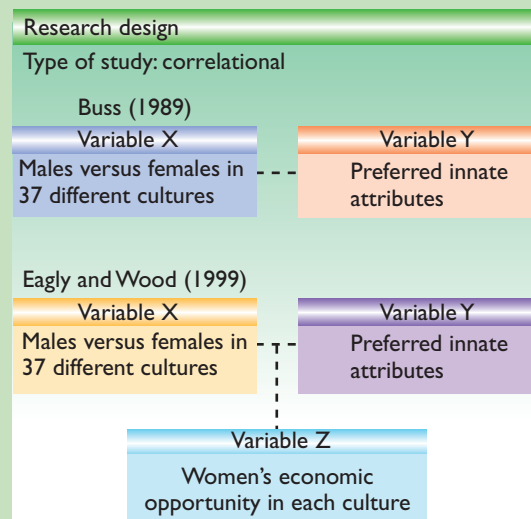 Research design
Type of study: correlational
Buss (1989)
Variable X
Males versus females in
37 different cultures
Variable Y
Preferred innate
attributes
Eagly and Wood (1999)
Variable X
Males versus females in
37 different cultures
Variable Y
Preferred innate
attributes
Variable Z
Women's economic
opportunity in each culture